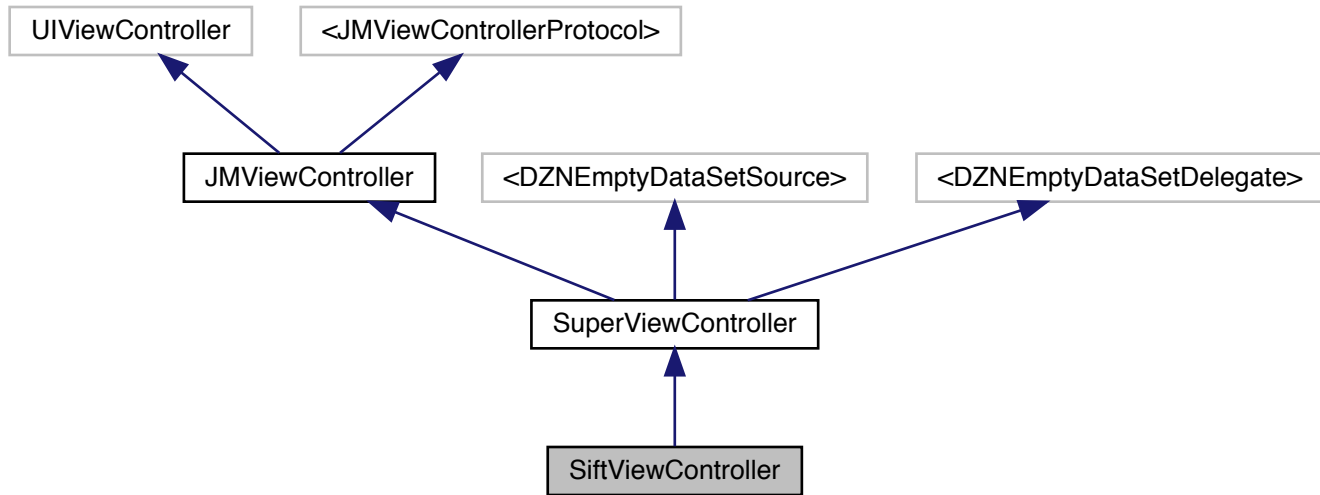 UIViewController
<JMViewControllerProtocol>
JMViewController
<DZNEmptyDataSetSource>
<DZNEmptyDataSetDelegate>
SuperViewController
SiftViewController